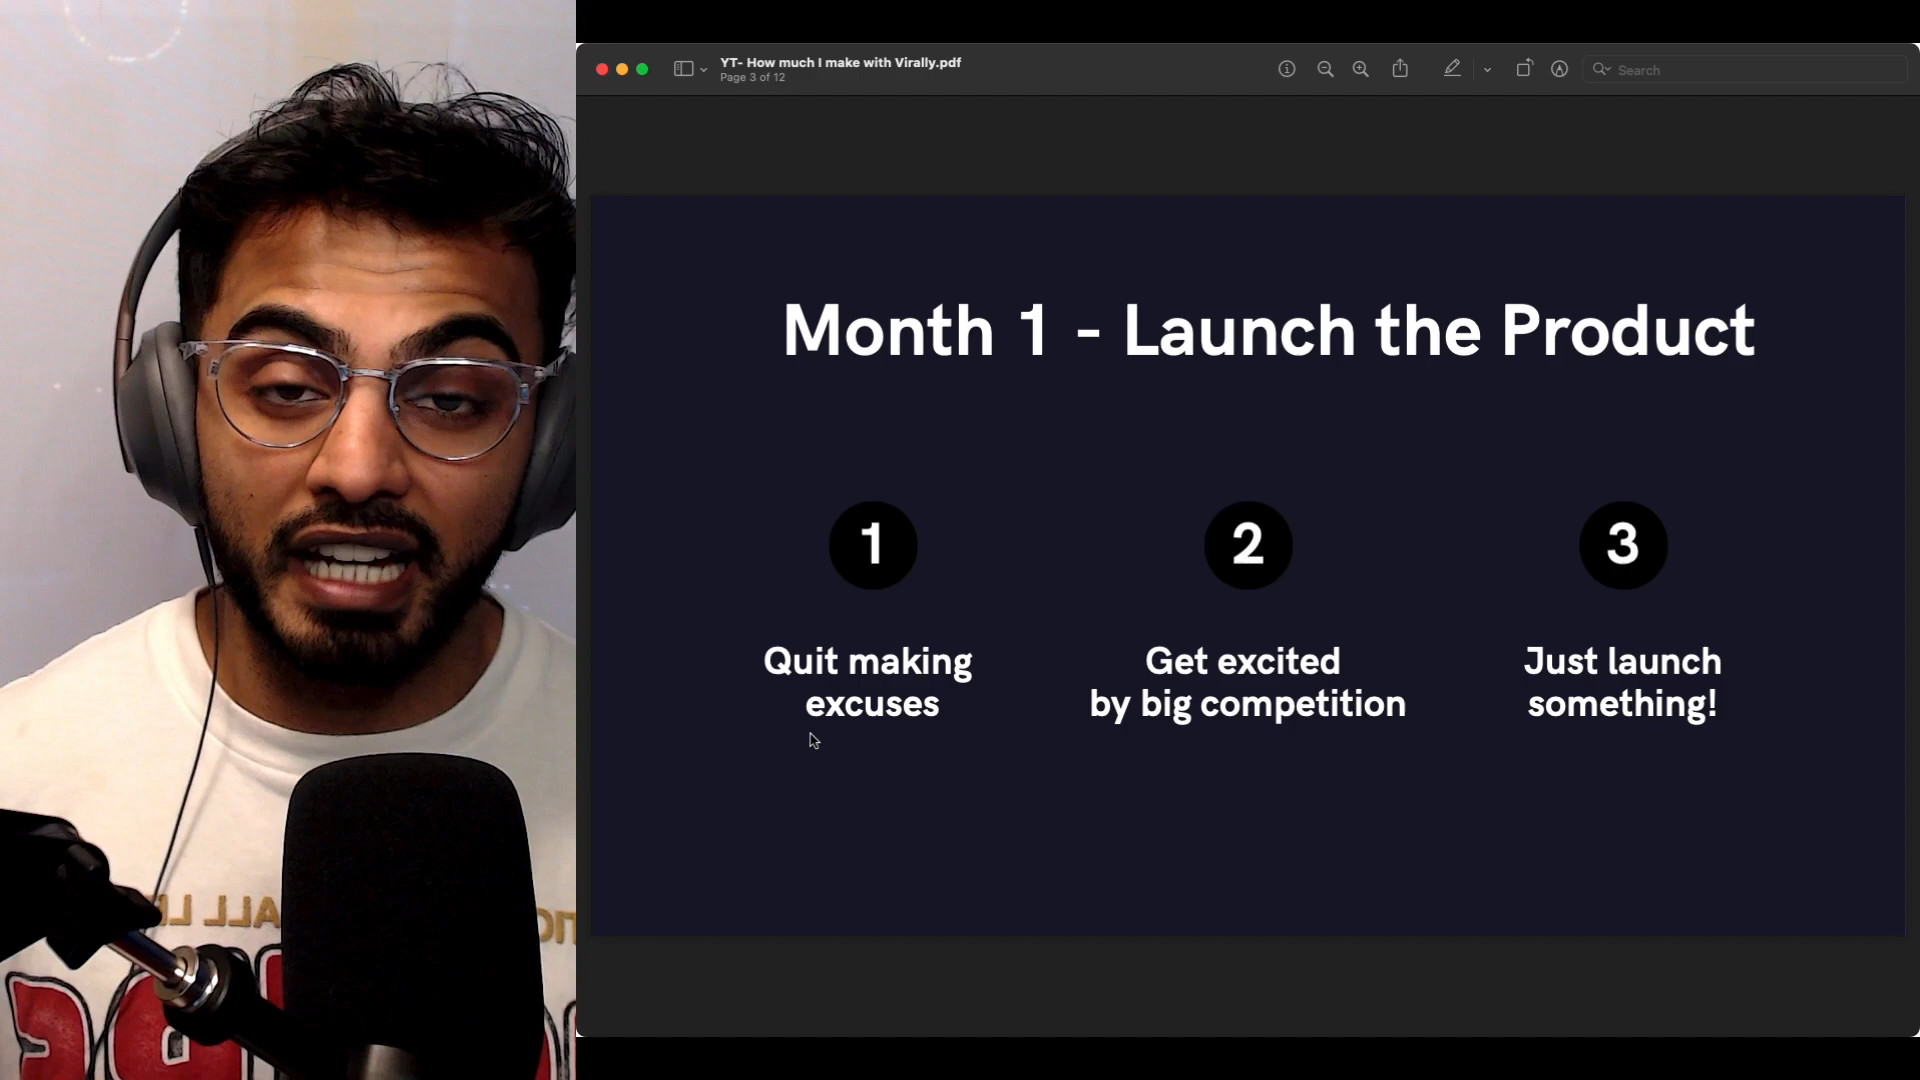 YT- How much I make with Virally.pdf
Page 3 of 12
Search
Month 1 - Launch the Product
1
2
3
Quit making
excuses
Get excited
by big competition
Just launch
something!
ALL